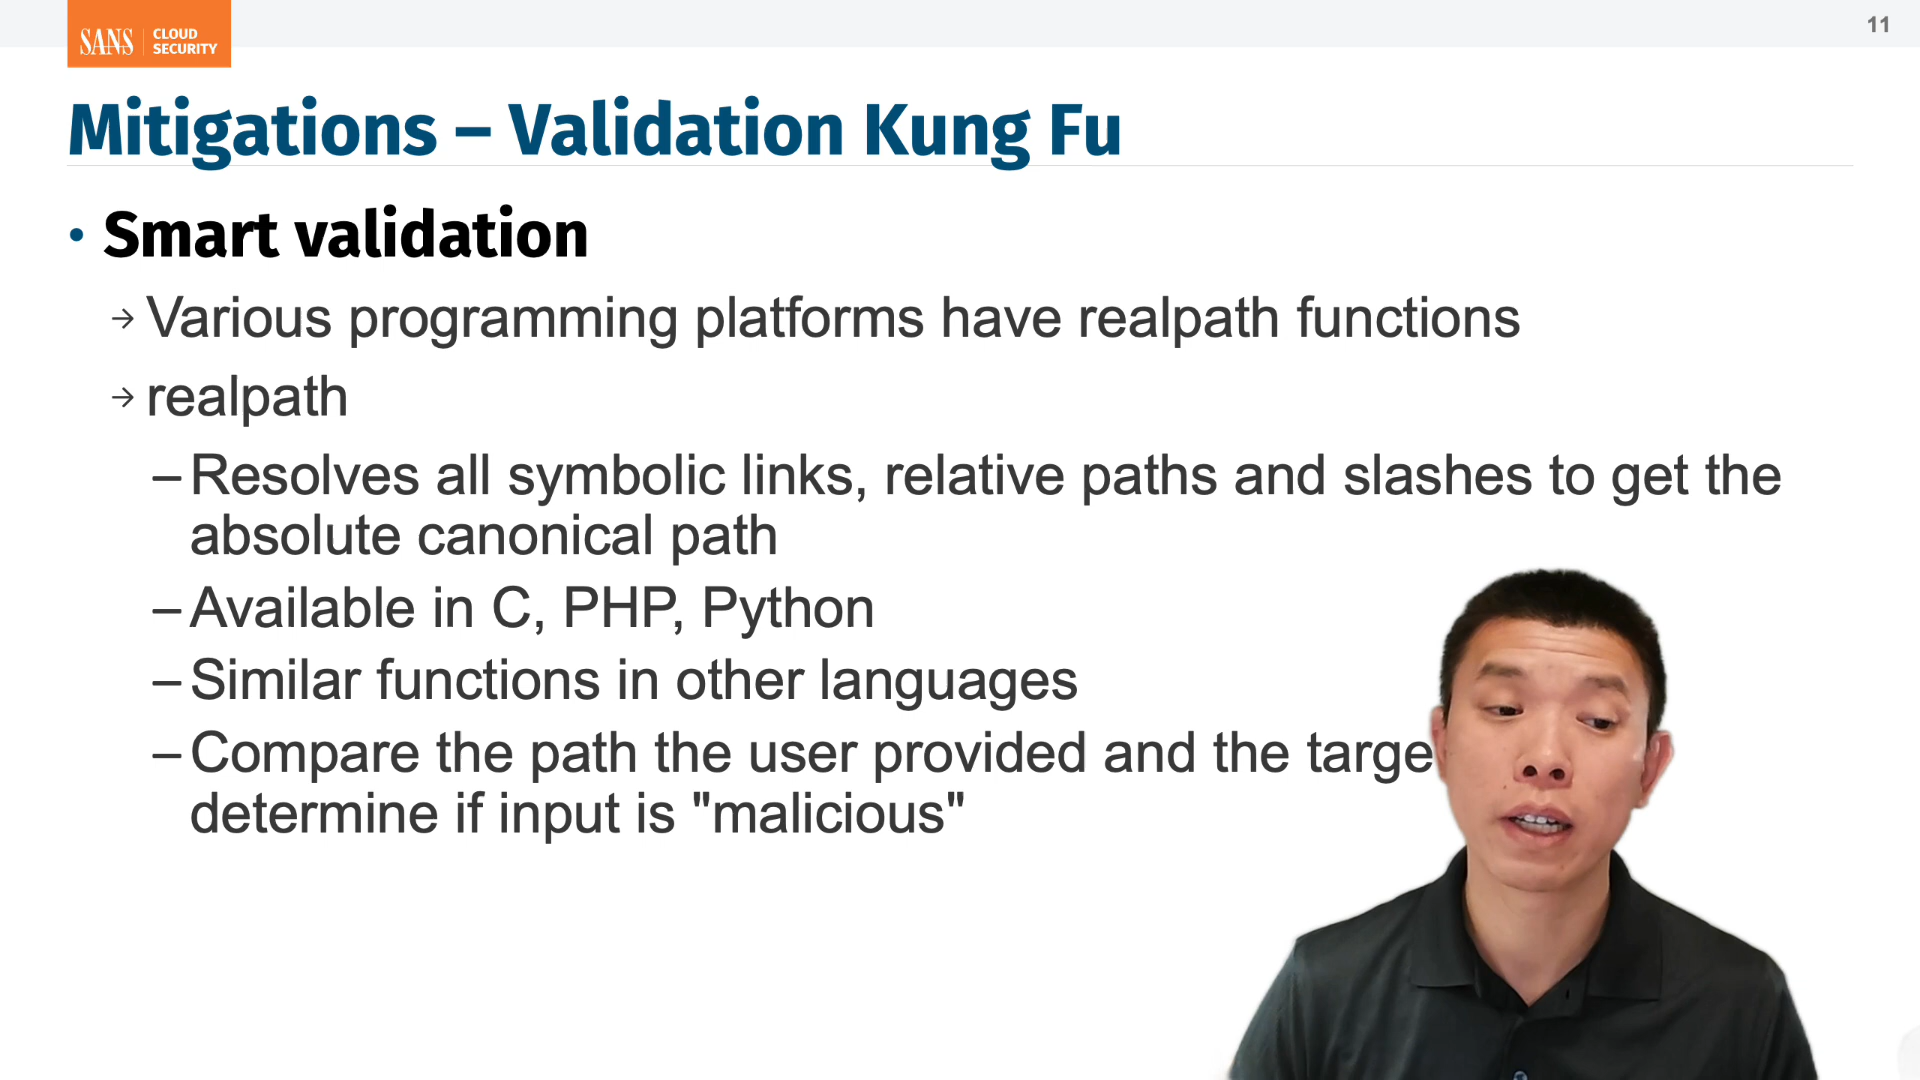 SANS
CLOUD
SECURITY
11
Mitigations – Validation Kung Fu
• Smart validation
→ Various programming platforms have realpath functions
→ realpath
– Resolves all symbolic links, relative paths and slashes to get the
absolute canonical path
– Available in C, PHP, Python
– Similar functions in other languages
– Compare the path the user provided and the targe
determine if input is "malicious"